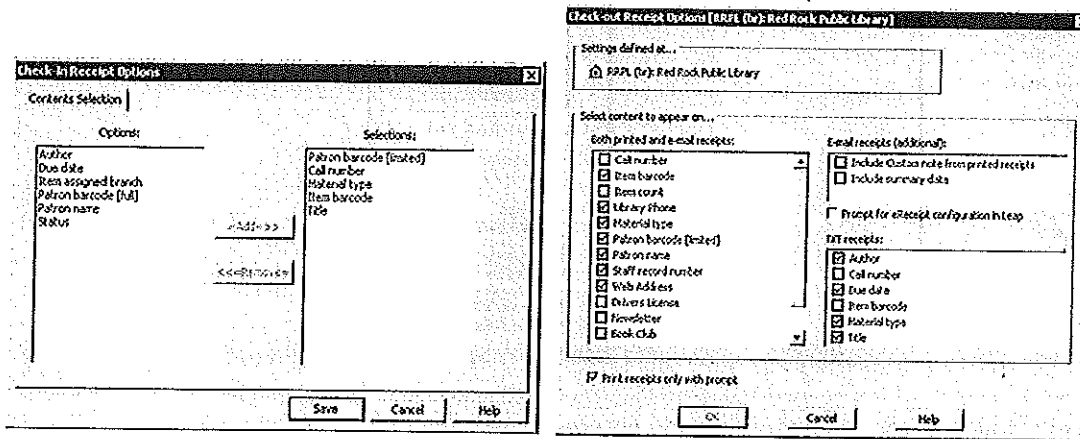 Check-In Receipt Options
Contents Selection
Options:
Author
Due date
Item assigned branch
Patron barcode [full]
Patron name
Status
Add >>
<< Remove
Selections:
Patron barcode [limited]
Call number
Material type
Item barcode
Title
Save
Cancel
Help
Check-out Receipt Options [RRPL (br): Red Rock Public Library]
Settings defined at...
RRPL (br): Red Rock Public Library
Select content to appear on...
Both printed and e-mail receipts:
Call number
Item barcode
Item count
Library Phone
Material type
Patron barcode [limited]
Patron name
Staff record number
Web Address
Drivers License
Newsletter
Book Club
E-mail receipts (additional):
Include Custom note from printed receipts
Include summary data
Prompt for eReceipt configuration in Leap
TXT receipts:
Author
Call number
Due date
Item barcode
Material type
Title
Print receipts only with prompt
OK
Cancel
Help